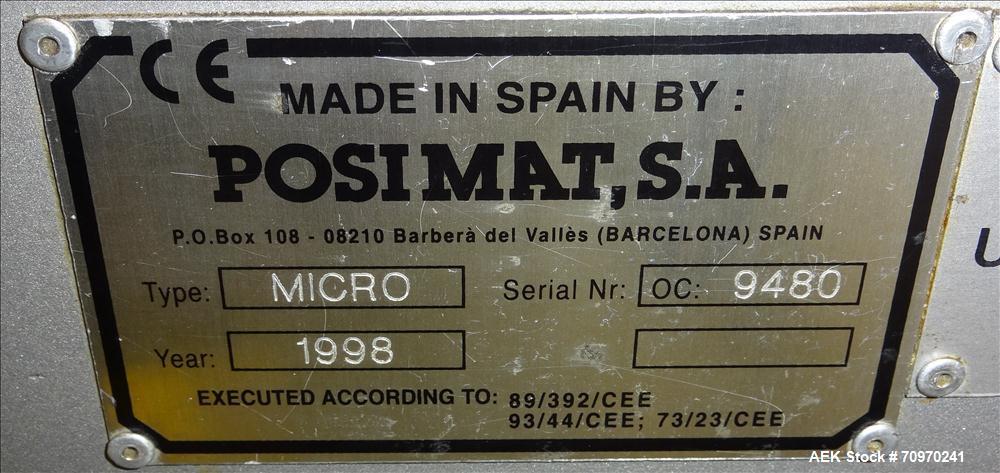 CE
MADE IN SPAIN BY :
POSIMAT, S.A.
P.O.Box 108 - 08210 Barberà del Vallès (BARCELONA) SPAIN
Type: MICRO Serial Nr: OC: 9480
Year: 1998
EXECUTED ACCORDING TO: 89/392/CEE
93/44/CEE; 73/23/CEE
U
AEK Stock # 70970241